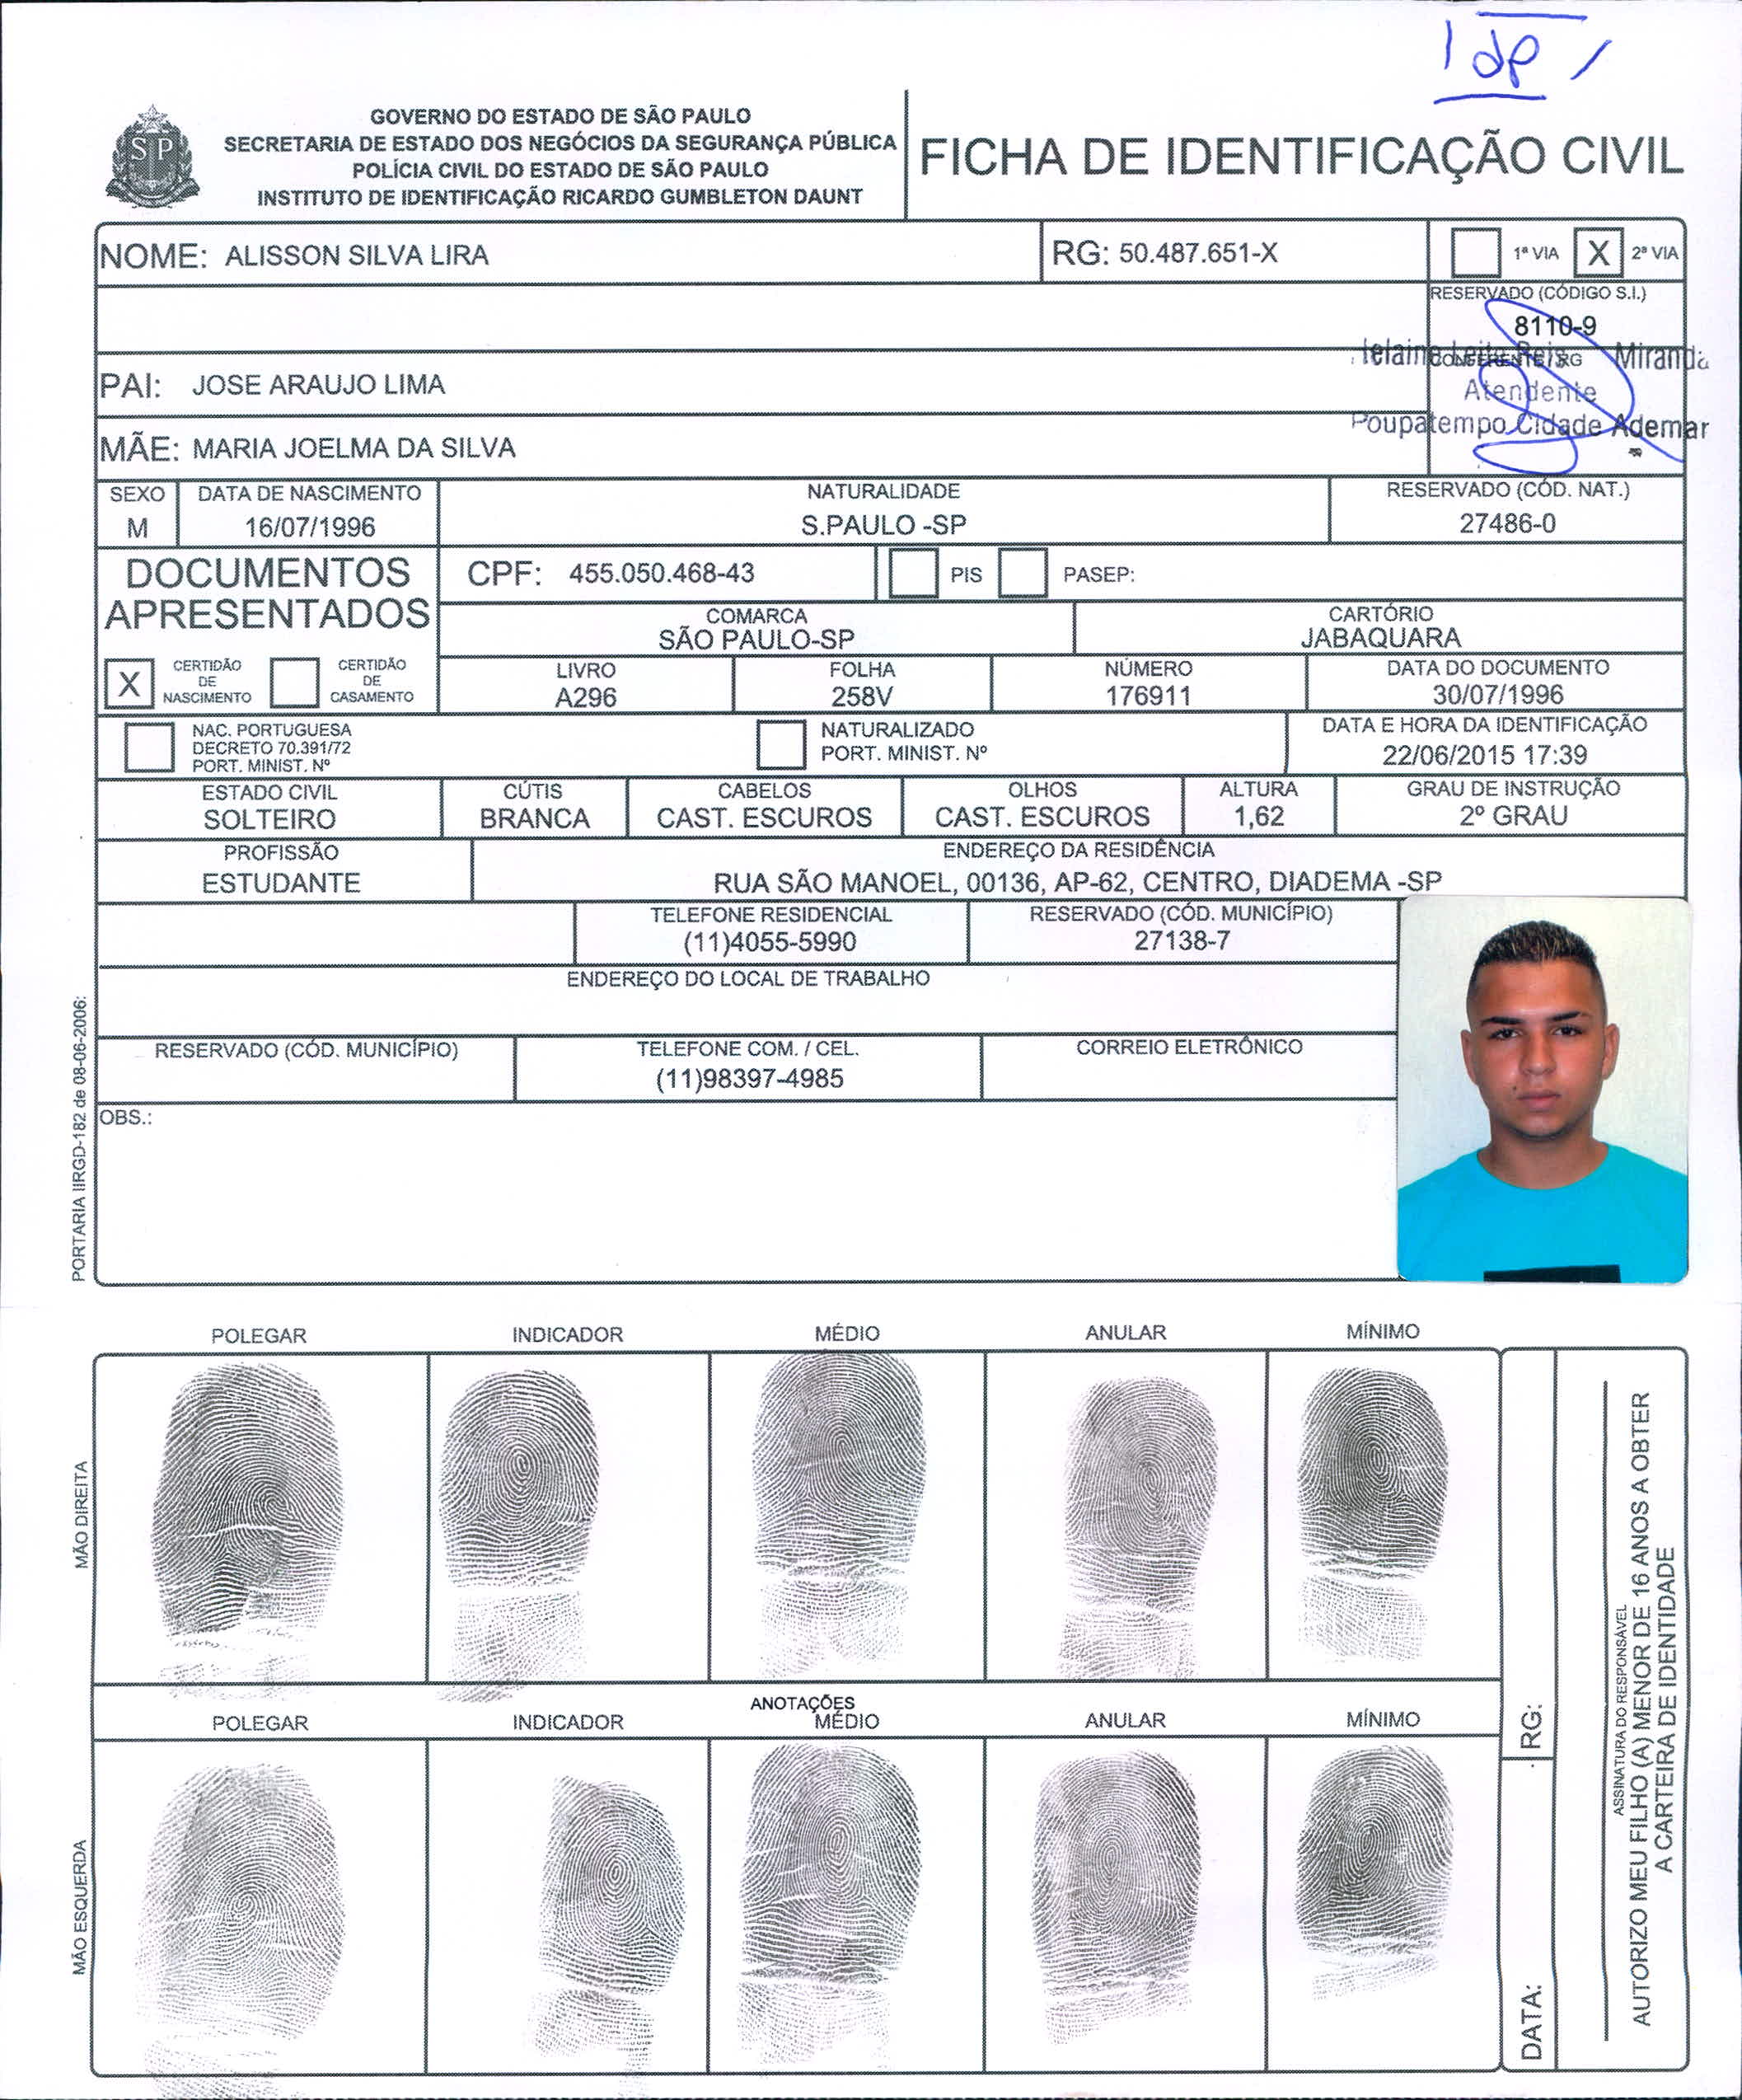 1 dp /
GOVERNO DO ESTADO DE SÃO PAULO
SECRETARIA DE ESTADO DOS NEGÓCIOS DA SEGURANÇA PÚBLICA
POLÍCIA CIVIL DO ESTADO DE SÃO PAULO
INSTITUTO DE IDENTIFICAÇÃO RICARDO GUMBLETON DAUNT
SP
FICHA DE IDENTIFICAÇÃO CIVIL
NOME: ALISSON SILVA LIRA
RG: 50.487.651-X
1ª VIA X 2ª VIA
RESERVADO (CÓDIGO S.I.)
8110-9
CONFERENTE/RG
Leite Reis Miranda
Atendente
Poupatempo Cidade Ademar
PAI: JOSE ARAUJO LIMA
MÃE: MARIA JOELMA DA SILVA
SEXO
M
DATA DE NASCIMENTO
16/07/1996
NATURALIDADE
S.PAULO -SP
RESERVADO (CÓD. NAT.)
27486-0
DOCUMENTOS
APRESENTADOS
X CERTIDÃO DE NASCIMENTO
CERTIDÃO DE CASAMENTO
CPF: 455.050.468-43
PIS
PASEP:
COMARCA
SÃO PAULO-SP
CARTÓRIO
JABAQUARA
LIVRO
A296
FOLHA
258V
NÚMERO
176911
DATA DO DOCUMENTO
30/07/1996
NAC. PORTUGUESA
DECRETO 70.391/72
PORT. MINIST. Nº
NATURALIZADO
PORT. MINIST. Nº
DATA E HORA DA IDENTIFICAÇÃO
22/06/2015 17:39
ESTADO CIVIL
SOLTEIRO
CÚTIS
BRANCA
CABELOS
CAST. ESCUROS
OLHOS
CAST. ESCUROS
ALTURA
1,62
GRAU DE INSTRUÇÃO
2º GRAU
PROFISSÃO
ESTUDANTE
ENDEREÇO DA RESIDÊNCIA
RUA SÃO MANOEL, 00136, AP-62, CENTRO, DIADEMA -SP
TELEFONE RESIDENCIAL
(11)4055-5990
RESERVADO (CÓD. MUNICÍPIO)
27138-7
ENDEREÇO DO LOCAL DE TRABALHO
RESERVADO (CÓD. MUNICÍPIO)
TELEFONE COM. / CEL.
(11)98397-4985
CORREIO ELETRÔNICO
OBS.:
PORTARIA IIRGD-182 de 08-06-2006:
POLEGAR INDICADOR MÉDIO ANULAR MÍNIMO
MÃO DIREITA
ANOTAÇÕES
POLEGAR INDICADOR MÉDIO ANULAR MÍNIMO
MÃO ESQUERDA
RG:
DATA:
ASSINATURA DO RESPONSÁVEL
AUTORIZO MEU FILHO (A) MENOR DE 16 ANOS A OBTER
A CARTEIRA DE IDENTIDADE